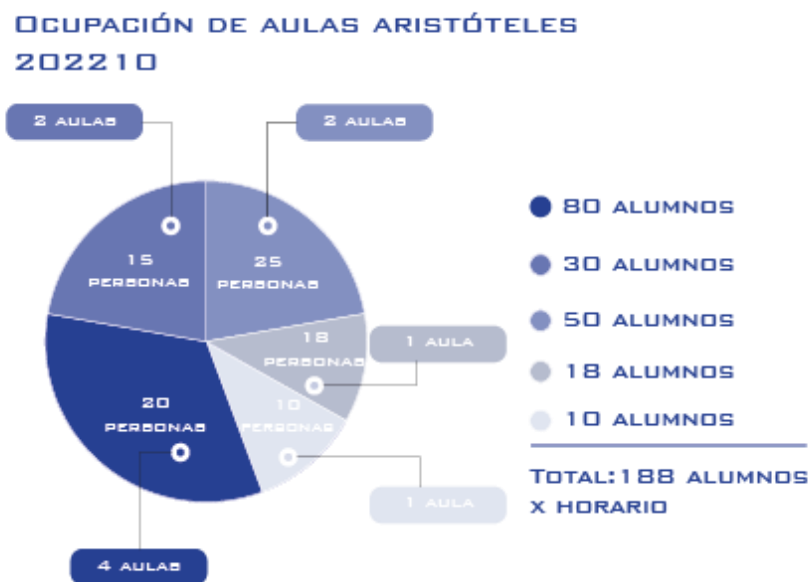 OCUPACIÓN DE AULAS ARISTÓTELES
202210
2 AULAS
2 AULAS
15
PERSONAS
25
PERSONAS
18
PERSONAS
1 AULA
20
PERSONAS
10
PERSONAS
1 AULA
4 AULAS
80 ALUMNOS
30 ALUMNOS
50 ALUMNOS
18 ALUMNOS
10 ALUMNOS
TOTAL:188 ALUMNOS
X HORARIO